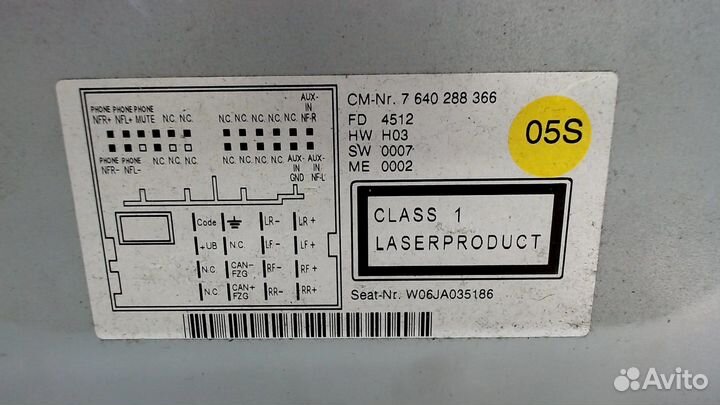 CM-Nr. 7 640 288 366
FD 4512
HW H03
SW 0007
ME 0002
05S
CLASS 1
LASERPRODUCT
Seat-Nr. W06JA035186
PHONE PHONE PHONE
NFR+ NFL+ MUTE N.C. N.C. N.C. N.C. N.C. N.C. N.C. AUX-IN NF-R
N.C. N.C. N.C. N.C. N.C. N.C. AUX-IN GND AUX-IN NF-L
PHONE PHONE
NFR- NFL-
Code LR- LR+
+UB N.C. LF- LF+
N.C. CAN- FZG RF- RF+
N.C. CAN+ FZG RR- RR+
Avito